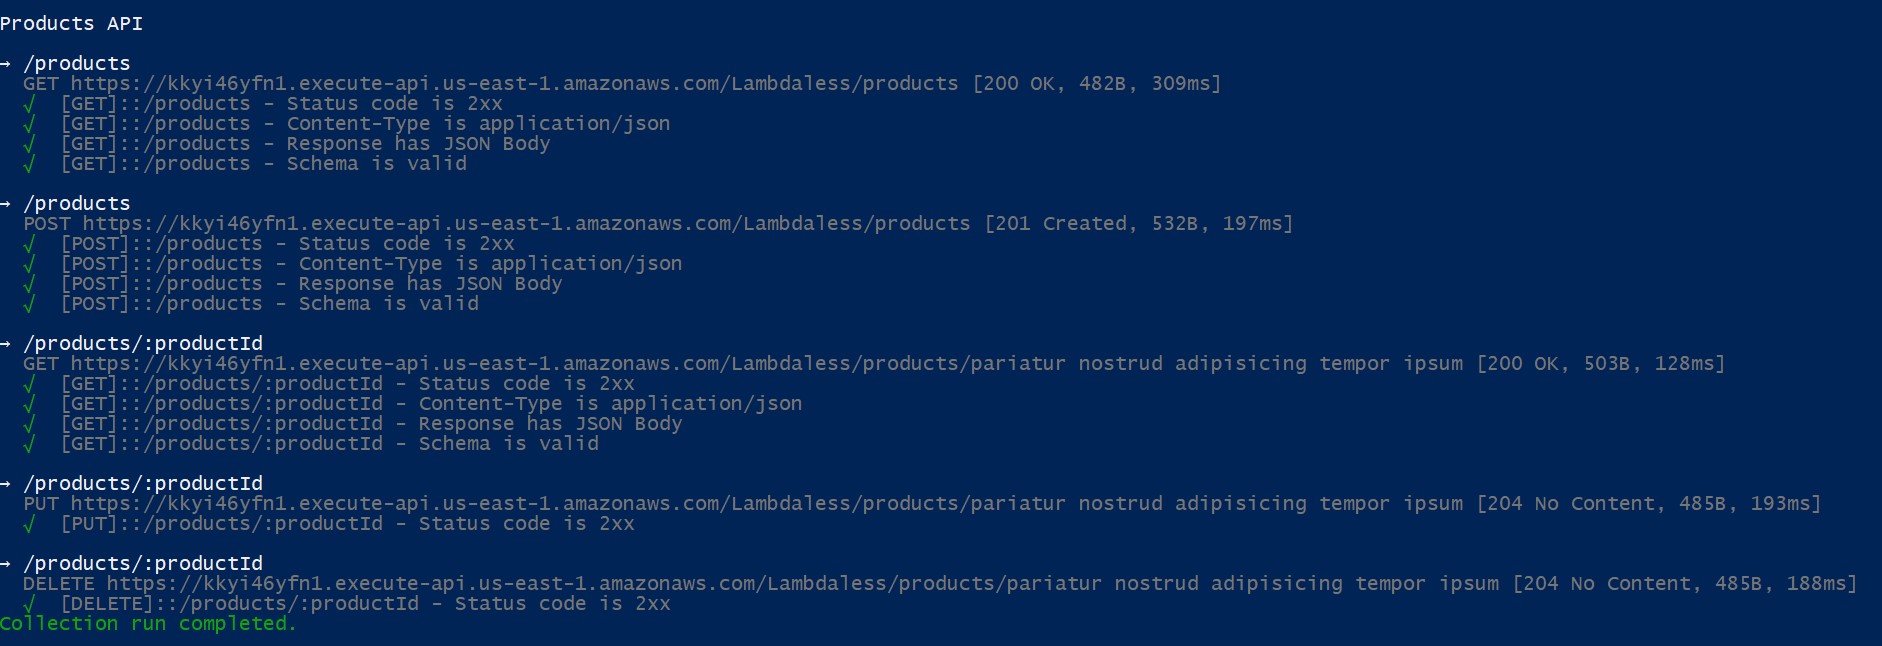 Products API
→ /products
GET https://kkyi46yfn1.execute-api.us-east-1.amazonaws.com/Lambdaless/products [200 OK, 482B, 309ms]
√ [GET]::/products - Status code is 2xx
√ [GET]::/products - Content-Type is application/json
√ [GET]::/products - Response has JSON Body
√ [GET]::/products - Schema is valid
→ /products
POST https://kkyi46yfn1.execute-api.us-east-1.amazonaws.com/Lambdaless/products [201 Created, 532B, 197ms]
√ [POST]::/products - Status code is 2xx
√ [POST]::/products - Content-Type is application/json
√ [POST]::/products - Response has JSON Body
√ [POST]::/products - Schema is valid
→ /products/:productId
GET https://kkyi46yfn1.execute-api.us-east-1.amazonaws.com/Lambdaless/products/pariatur nostrud adipisicing tempor ipsum [200 OK, 503B, 128ms]
√ [GET]::/products/:productId - Status code is 2xx
√ [GET]::/products/:productId - Content-Type is application/json
√ [GET]::/products/:productId - Response has JSON Body
√ [GET]::/products/:productId - Schema is valid
→ /products/:productId
PUT https://kkyi46yfn1.execute-api.us-east-1.amazonaws.com/Lambdaless/products/pariatur nostrud adipisicing tempor ipsum [204 No Content, 485B, 193ms]
√ [PUT]::/products/:productId - Status code is 2xx
→ /products/:productId
DELETE https://kkyi46yfn1.execute-api.us-east-1.amazonaws.com/Lambdaless/products/pariatur nostrud adipisicing tempor ipsum [204 No Content, 485B, 188ms]
√ [DELETE]::/products/:productId - Status code is 2xx
Collection run completed.